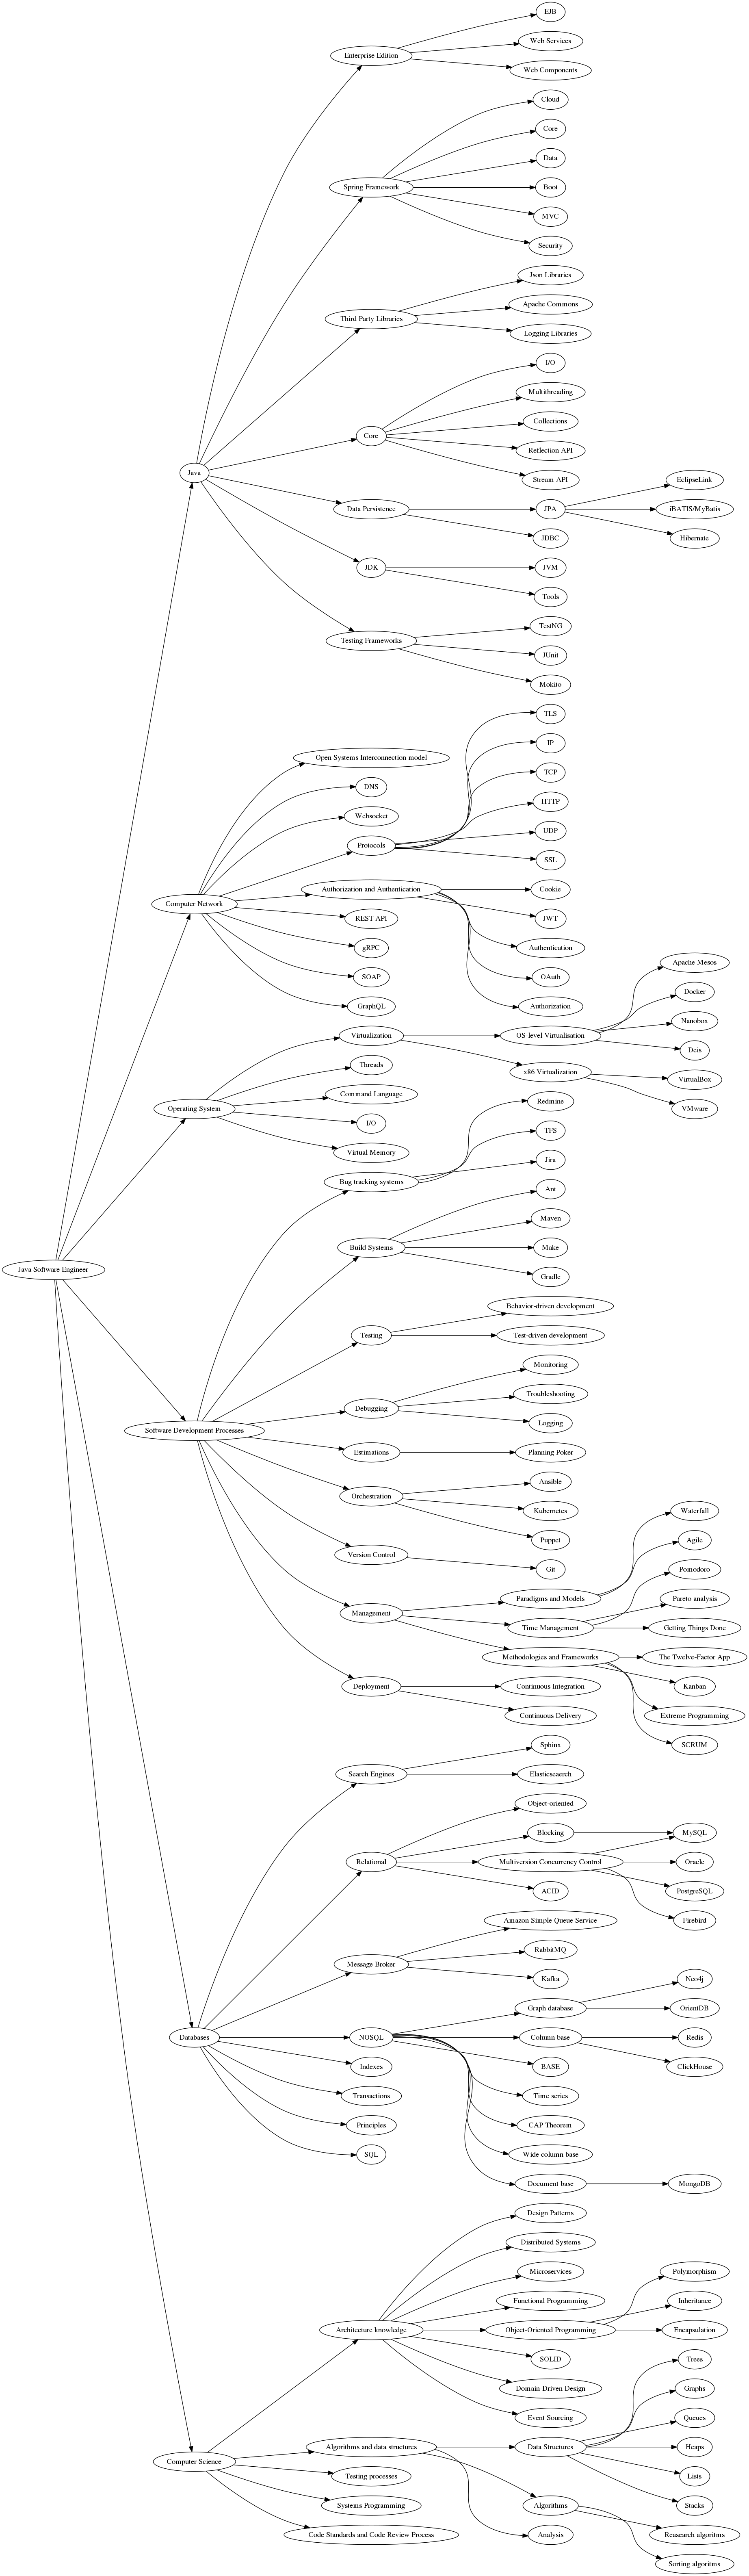 EJB
Web Services
Enterprise Edition
Web Components
Cloud
Core
Data
Spring Framework
Boot
MVC
Security
Json Libraries
Apache Commons
Third Party Libraries
Logging Libraries
I/O
Multithreading
Collections
Core
Reflection API
Java
Stream API
EclipseLink
Data Persistence
JPA
iBATIS/MyBatis
JDBC
Hibernate
JDK
JVM
Tools
TestNG
Testing Frameworks
JUnit
Mokito
TLS
IP
Open Systems Interconnection model
TCP
DNS
HTTP
Websocket
UDP
Protocols
SSL
Authorization and Authentication
Cookie
Computer Network
JWT
REST API
Authentication
gRPC
OAuth
SOAP
Authorization
GraphQL
Apache Mesos
Docker
Nanobox
Virtualization
OS-level Virtualisation
Deis
Threads
x86 Virtualization
VirtualBox
Command Language
Redmine
VMware
Operating System
I/O
TFS
Virtual Memory
Jira
Bug tracking systems
Ant
Maven
Build Systems
Make
Java Software Engineer
Gradle
Behavior-driven development
Testing
Test-driven development
Monitoring
Troubleshooting
Debugging
Logging
Software Development Processes
Estimations
Planning Poker
Ansible
Orchestration
Kubernetes
Waterfall
Puppet
Agile
Version Control
Git
Pomodoro
Paradigms and Models
Pareto analysis
Management
Time Management
Getting Things Done
Methodologies and Frameworks
The Twelve-Factor App
Deployment
Continuous Integration
Kanban
Continuous Delivery
Extreme Programming
Sphinx
SCRUM
Search Engines
Elasticseaerch
Object-oriented
Blocking
MySQL
Relational
Multiversion Concurrency Control
Oracle
ACID
PostgreSQL
Amazon Simple Queue Service
Firebird
RabbitMQ
Message Broker
Kafka
Neo4j
Graph database
OrientDB
Databases
NOSQL
Column base
Redis
Indexes
BASE
ClickHouse
Transactions
Time series
Principles
CAP Theorem
SQL
Wide column base
Document base
MongoDB
Design Patterns
Distributed Systems
Microservices
Polymorphism
Functional Programming
Inheritance
Architecture knowledge
Object-Oriented Programming
Encapsulation
SOLID
Trees
Domain-Driven Design
Graphs
Event Sourcing
Queues
Algorithms and data structures
Data Structures
Heaps
Computer Science
Testing processes
Lists
Systems Programming
Algorithms
Stacks
Code Standards and Code Review Process
Analysis
Reasearch algoritms
Sorting algoritms